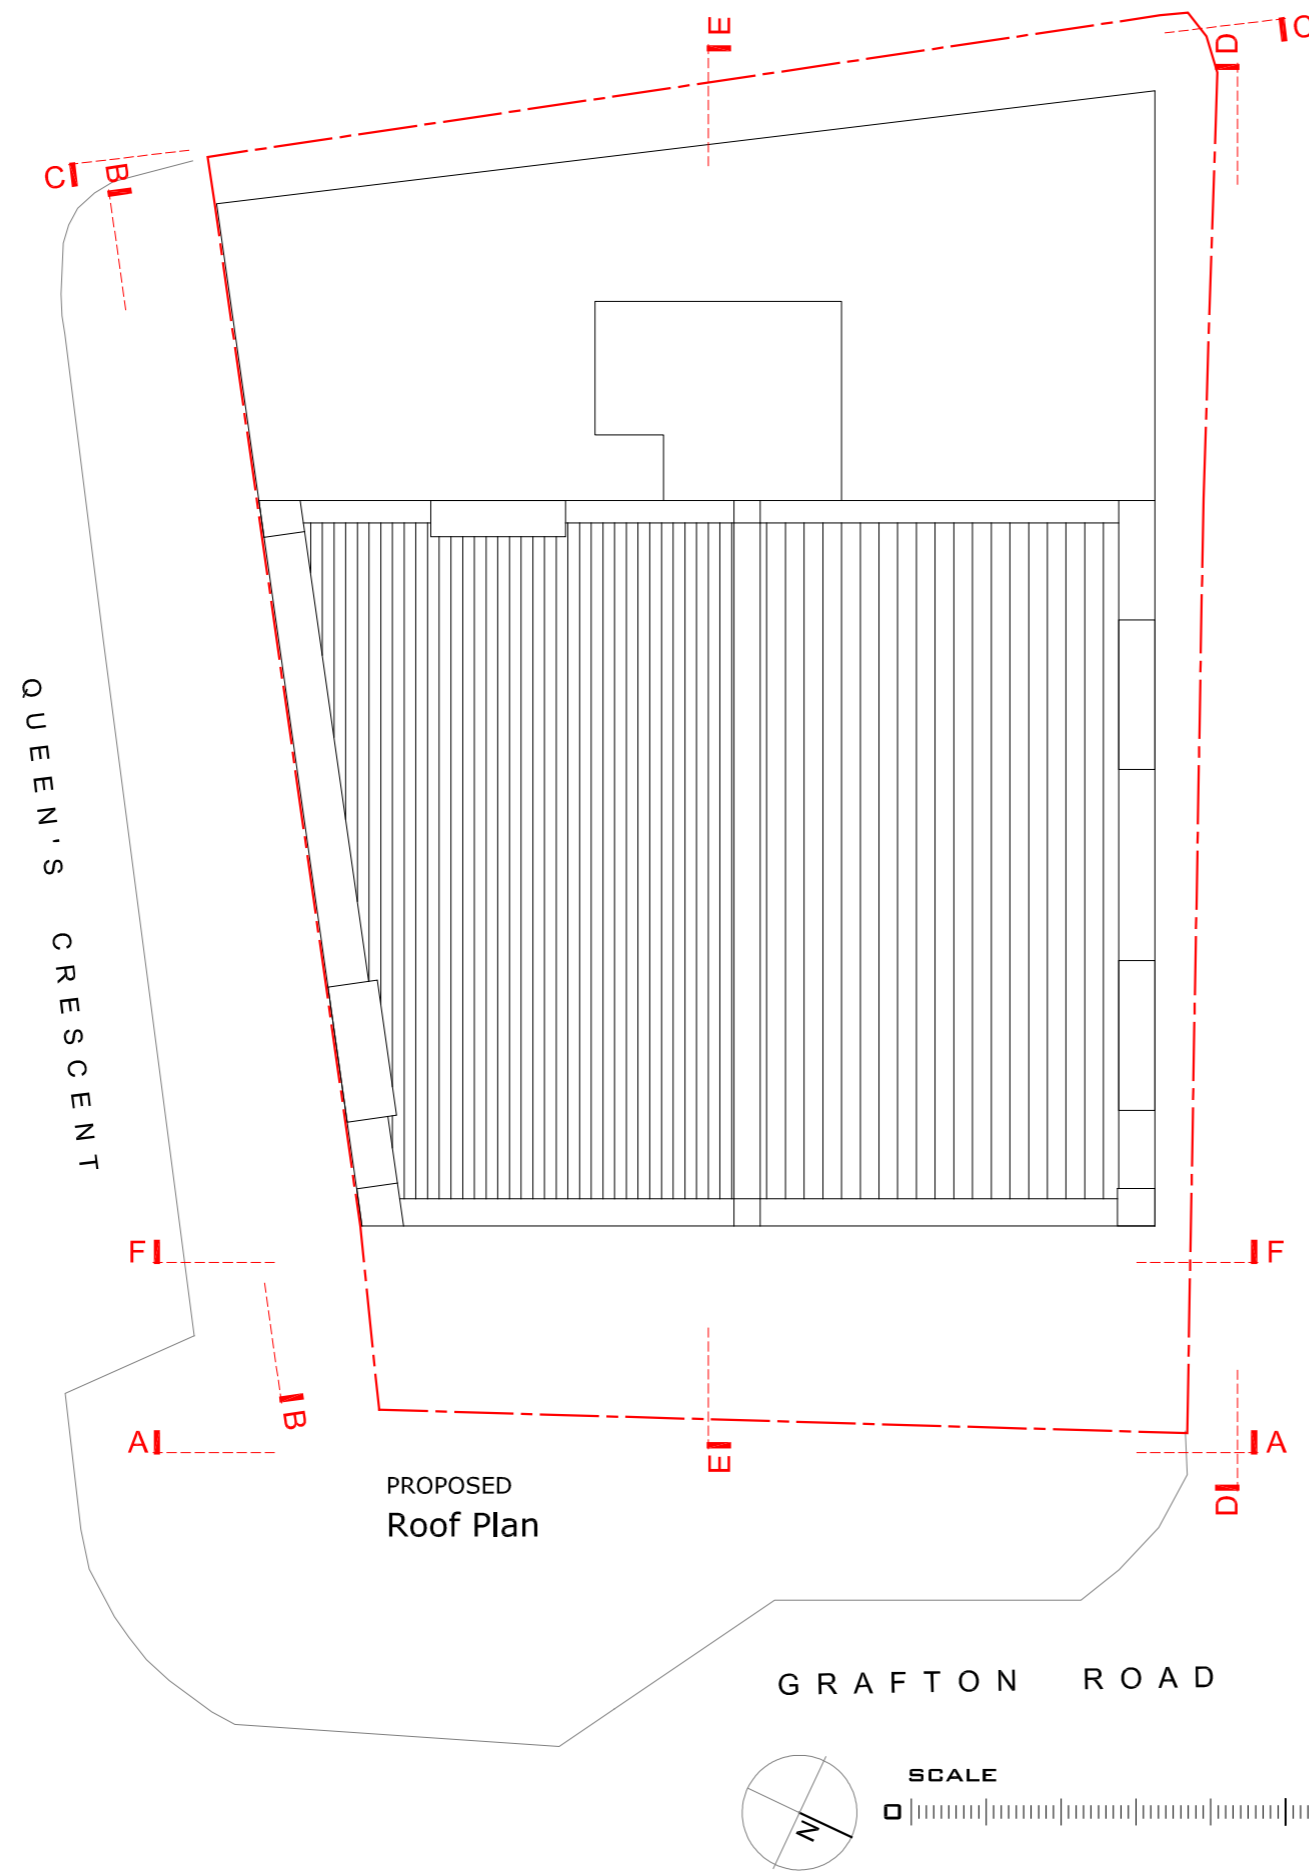 E
C
D
C
B
QUEEN'S CRESCENT
F
F
B
A
A
E
D
PROPOSED
Roof Plan
GRAFTON ROAD
N
SCALE
0